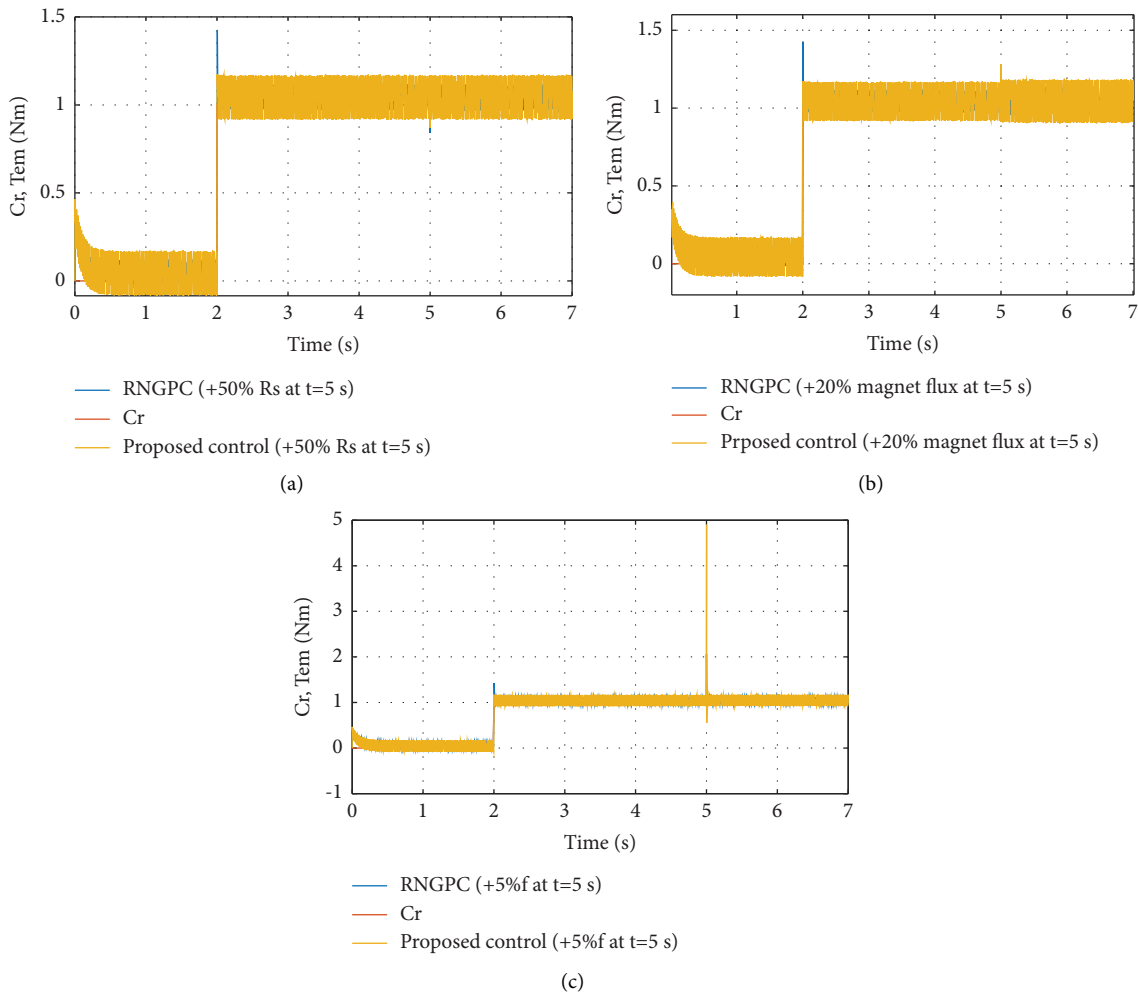 1.5
1
0.5
0
Cr, Tem (Nm)
0 1 2 3 4 5 6 7
Time (s)
RNGPC (+50% Rs at t=5 s)
Cr
Proposed control (+50% Rs at t=5 s)
(a)
1.5
1
0.5
0
Cr, Tem (Nm)
1 2 3 4 5 6 7
Time (s)
RNGPC (+20% magnet flux at t=5 s)
Cr
Prposed control (+20% magnet flux at t=5 s)
(b)
5
4
3
2
1
0
-1
Cr, Tem (Nm)
0 1 2 3 4 5 6 7
Time (s)
RNGPC (+5%f at t=5 s)
Cr
Proposed control (+5%f at t=5 s)
(c)